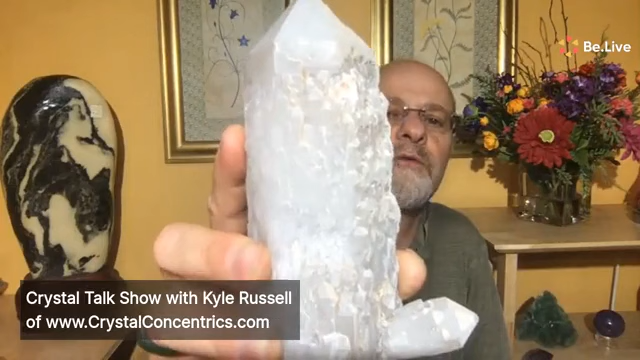 Be.Live
Crystal Talk Show with Kyle Russell
of www.CrystalConcentrics.com